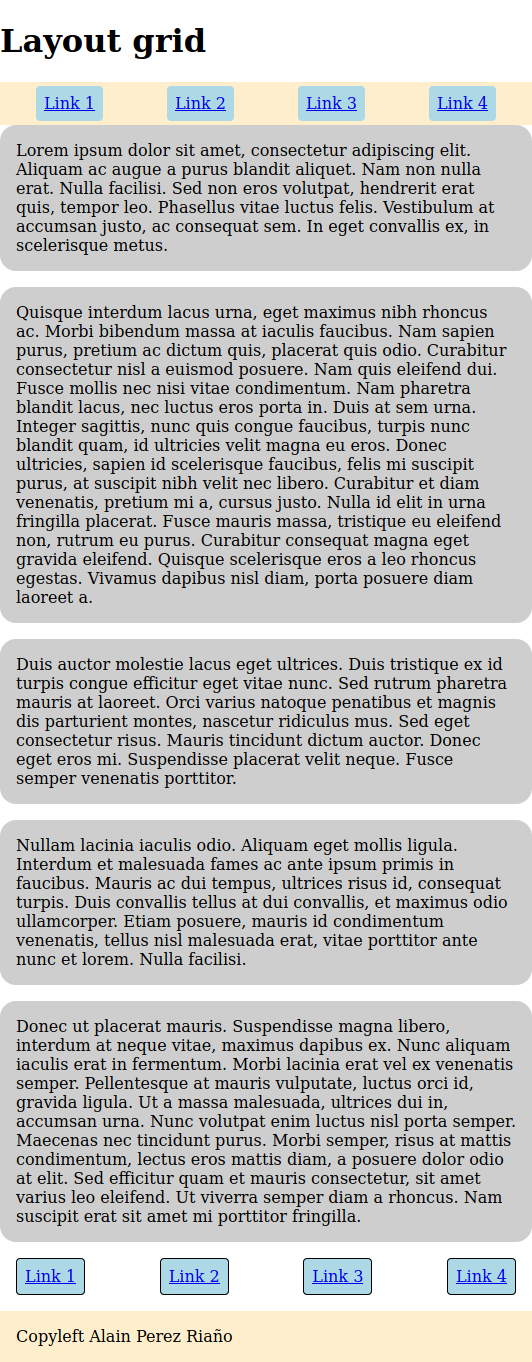 Layout grid
Link 1 Link 2 Link 3 Link 4
Lorem ipsum dolor sit amet, consectetur adipiscing elit.
Aliquam ac augue a purus blandit aliquet. Nam non nulla
erat. Nulla facilisi. Sed non eros volutpat, hendrerit erat
quis, tempor leo. Phasellus vitae luctus felis. Vestibulum at
accumsan justo, ac consequat sem. In eget convallis ex, in
scelerisque metus.
Quisque interdum lacus urna, eget maximus nibh rhoncus
ac. Morbi bibendum massa at iaculis faucibus. Nam sapien
purus, pretium ac dictum quis, placerat quis odio. Curabitur
consectetur nisl a euismod posuere. Nam quis eleifend dui.
Fusce mollis nec nisi vitae condimentum. Nam pharetra
blandit lacus, nec luctus eros porta in. Duis at sem urna.
Integer sagittis, nunc quis congue faucibus, turpis nunc
blandit quam, id ultricies velit magna eu eros. Donec
ultricies, sapien id scelerisque faucibus, felis mi suscipit
purus, at suscipit nibh velit nec libero. Curabitur et diam
venenatis, pretium mi a, cursus justo. Nulla id elit in urna
fringilla placerat. Fusce mauris massa, tristique eu eleifend
non, rutrum eu purus. Curabitur consequat magna eget
gravida eleifend. Quisque scelerisque eros a leo rhoncus
egestas. Vivamus dapibus nisl diam, porta posuere diam
laoreet a.
Duis auctor molestie lacus eget ultrices. Duis tristique ex id
turpis congue efficitur eget vitae nunc. Sed rutrum pharetra
mauris at laoreet. Orci varius natoque penatibus et magnis
dis parturient montes, nascetur ridiculus mus. Sed eget
consectetur risus. Mauris tincidunt dictum auctor. Donec
eget eros mi. Suspendisse placerat velit neque. Fusce
semper venenatis porttitor.
Nullam lacinia iaculis odio. Aliquam eget mollis ligula.
Interdum et malesuada fames ac ante ipsum primis in
faucibus. Mauris ac dui tempus, ultrices risus id, consequat
turpis. Duis convallis tellus at dui convallis, et maximus odio
ullamcorper. Etiam posuere, mauris id condimentum
venenatis, tellus nisl malesuada erat, vitae porttitor ante
nunc et lorem. Nulla facilisi.
Donec ut placerat mauris. Suspendisse magna libero,
interdum at neque vitae, maximus dapibus ex. Nunc aliquam
iaculis erat in fermentum. Morbi lacinia erat vel ex venenatis
semper. Pellentesque at mauris vulputate, luctus orci id,
gravida ligula. Ut a massa malesuada, ultrices dui in,
accumsan urna. Nunc volutpat enim luctus nisl porta semper.
Maecenas nec tincidunt purus. Morbi semper, risus at mattis
condimentum, lectus eros mattis diam, a posuere dolor odio
at elit. Sed efficitur quam et mauris consectetur, sit amet
varius leo eleifend. Ut viverra semper diam a rhoncus. Nam
suscipit erat sit amet mi porttitor fringilla.
Link 1 Link 2 Link 3 Link 4
Copyleft Alain Perez Riaño